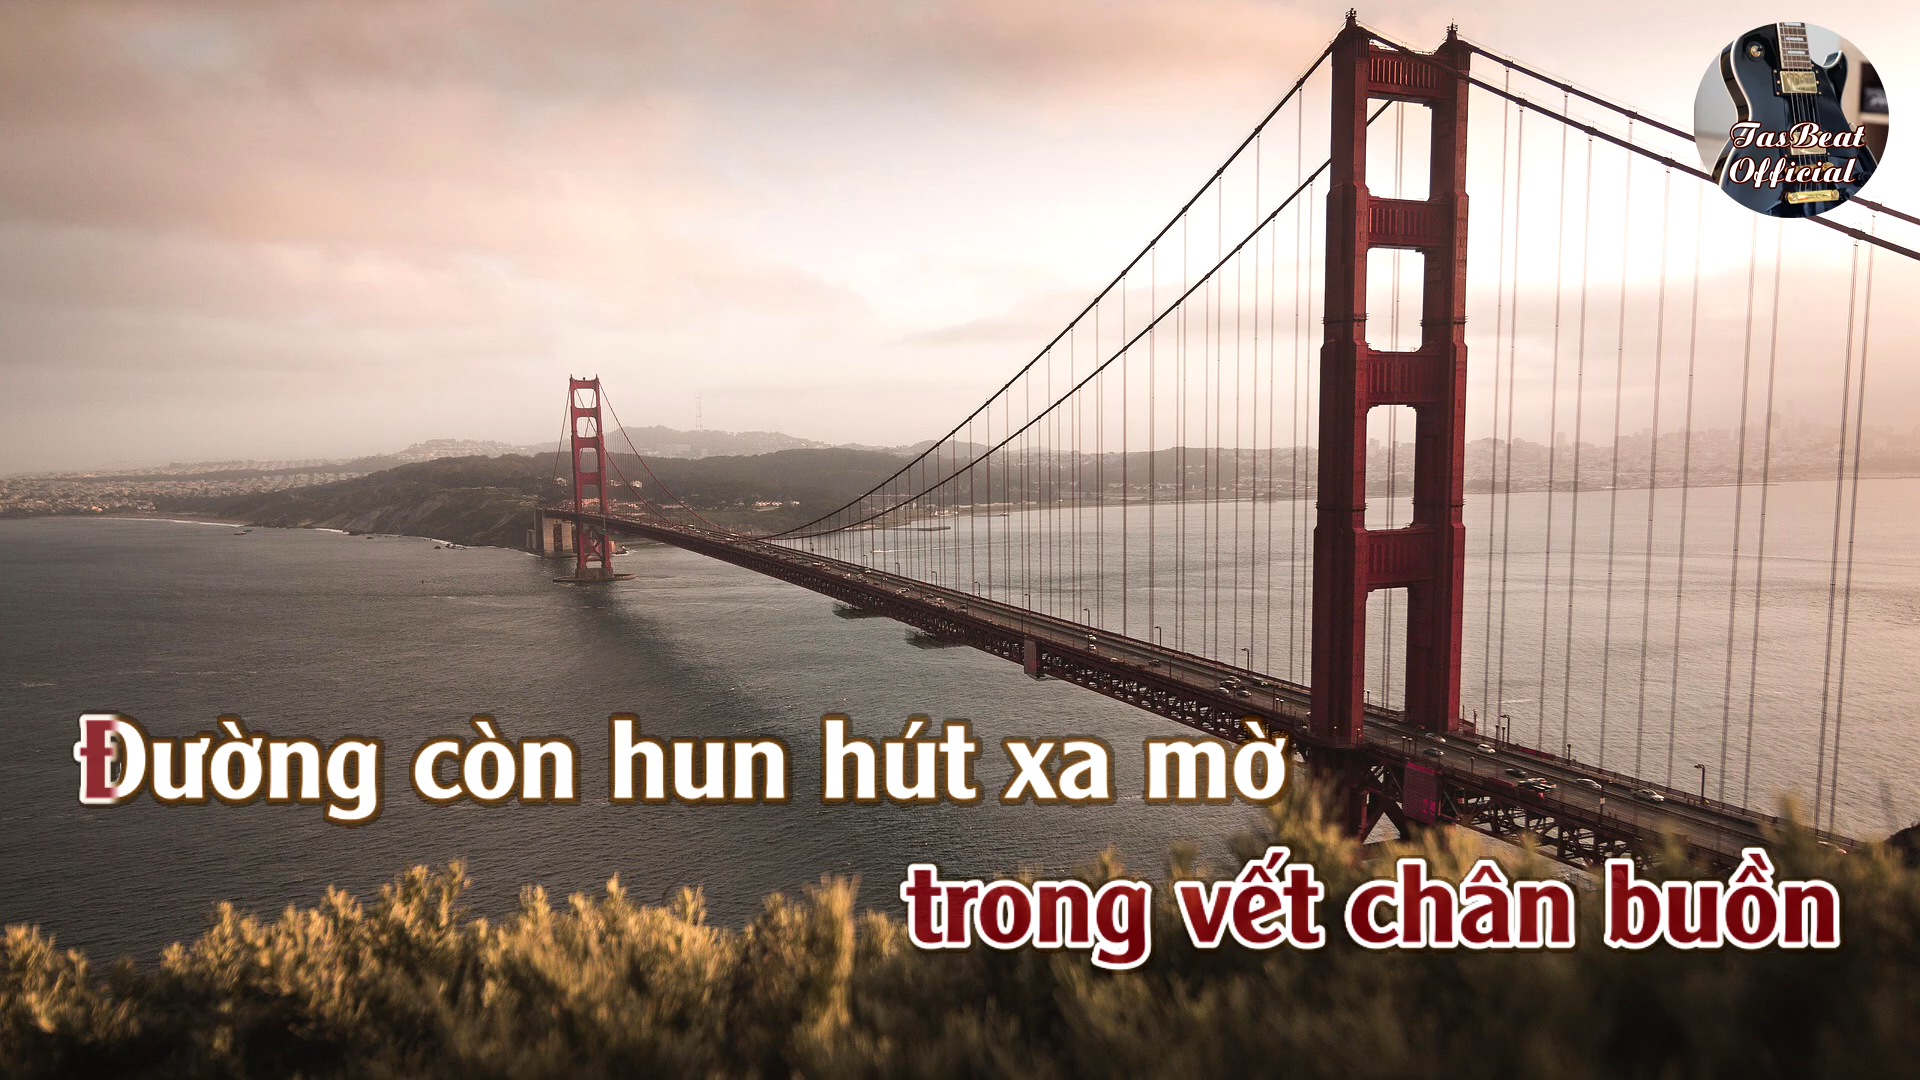 TasBeat
Official
Đường còn hun hút xa mờ
trong vết chân buồn